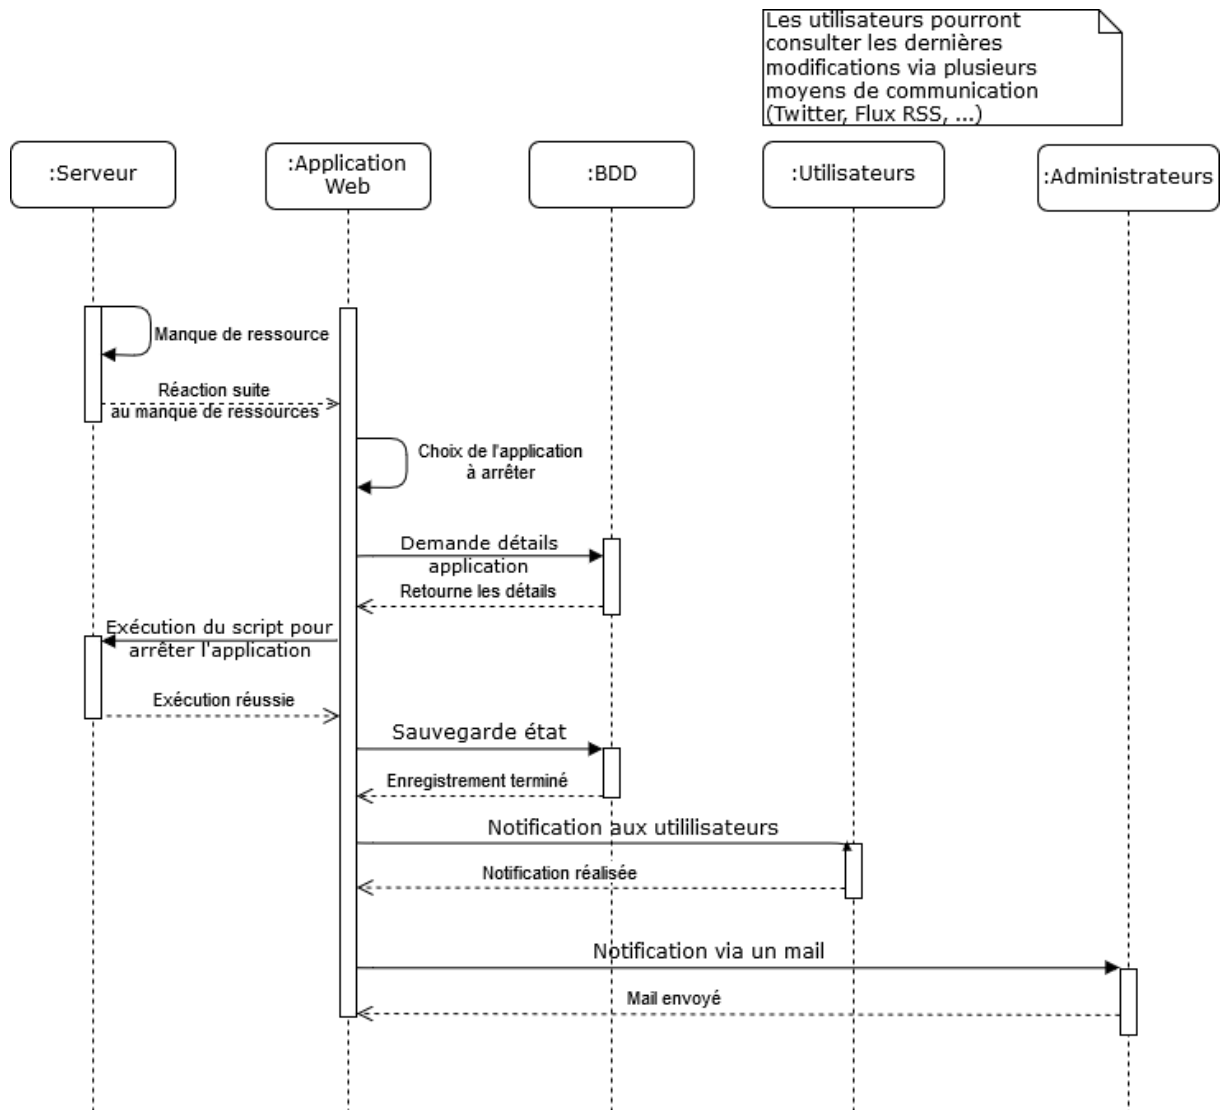 Les utilisateurs pourront
consulter les dernières
modifications via plusieurs
moyens de communication
(Twitter, Flux RSS, ...)
:Serveur
:Application
Web
:BDD
:Utilisateurs
:Administrateurs
Manque de ressource
Réaction suite
au manque de ressources
Choix de l'application
à arrêter
Demande détails
application
Retourne les détails
Exécution du script pour
arrêter l'application
Exécution réussie
Sauvegarde état
Enregistrement terminé
Notification aux utililisateurs
Notification réalisée
Notification via un mail
Mail envoyé